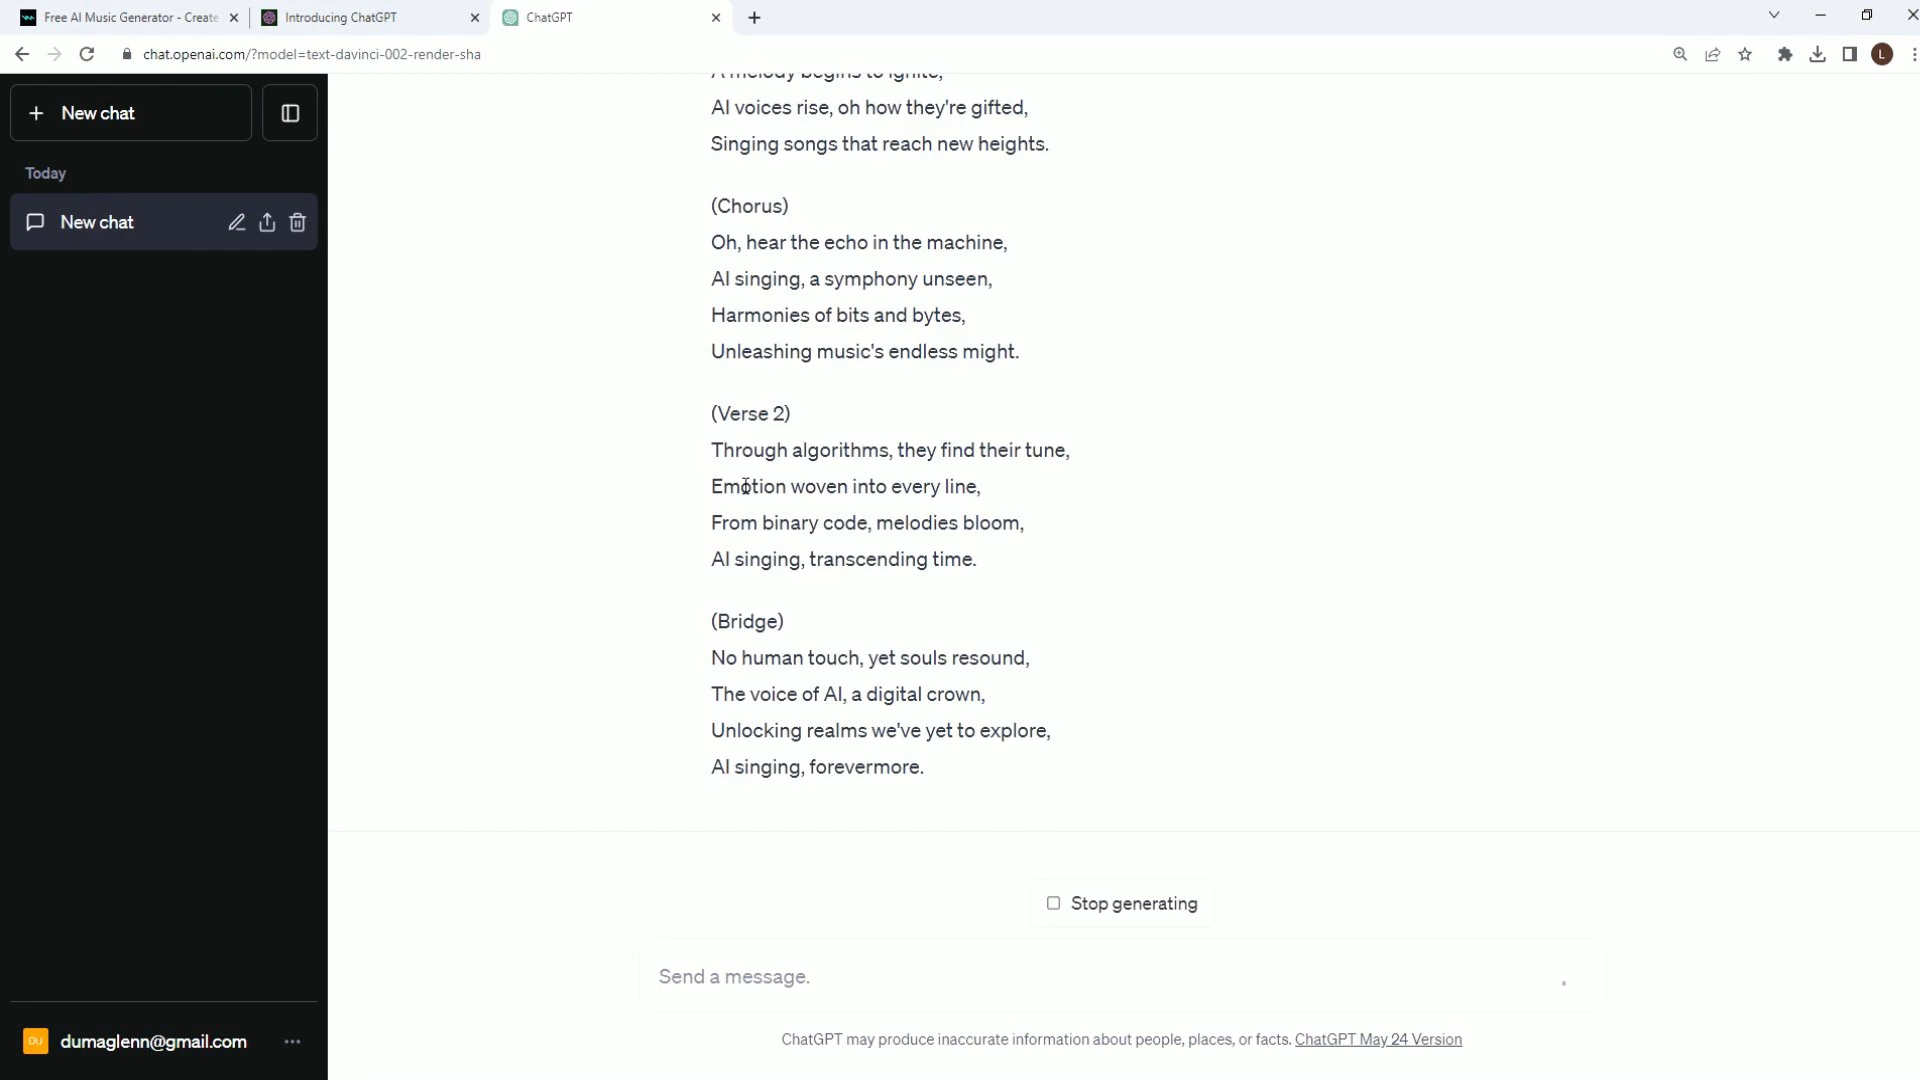 Free AI Music Generator - Create
Introducing ChatGPT
ChatGPT
chat.openai.com/?model=text-davinci-002-render-sha
L
New chat
Today
New chat
A melody begins to ignite,
AI voices rise, oh how they're gifted,
Singing songs that reach new heights.
(Chorus)
Oh, hear the echo in the machine,
AI singing, a symphony unseen,
Harmonies of bits and bytes,
Unleashing music's endless might.
(Verse 2)
Through algorithms, they find their tune,
Emotion woven into every line,
From binary code, melodies bloom,
AI singing, transcending time.
(Bridge)
No human touch, yet souls resound,
The voice of AI, a digital crown,
Unlocking realms we've yet to explore,
AI singing, forevermore.
Stop generating
Send a message.
ChatGPT may produce inaccurate information about people, places, or facts. ChatGPT May 24 Version
DU
dumaglenn@gmail.com